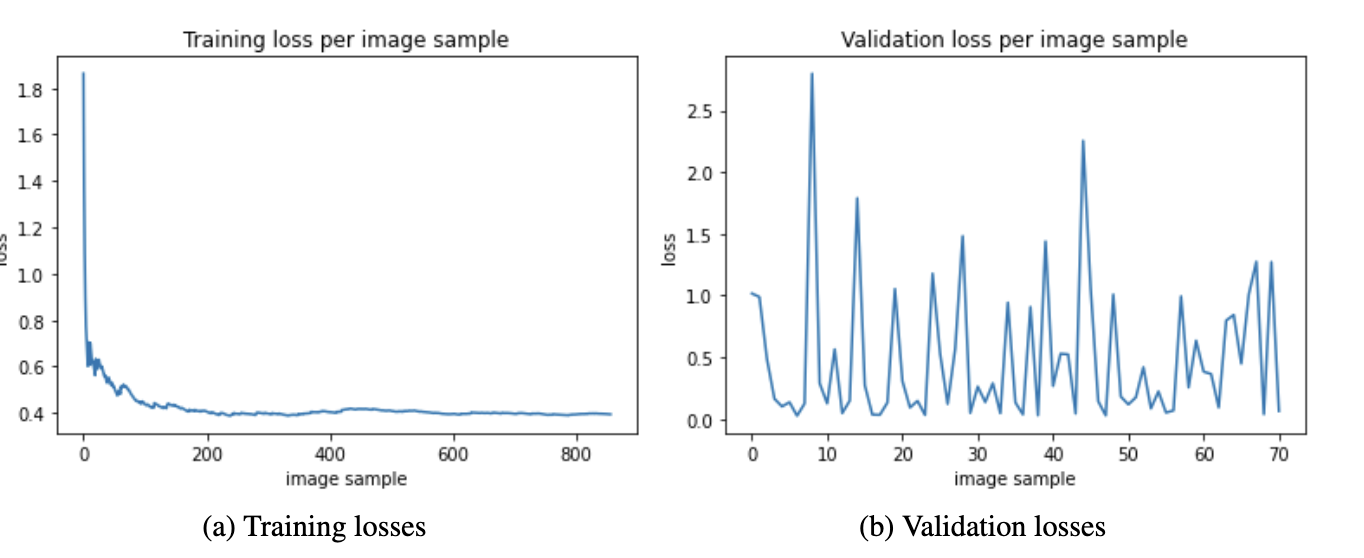 Training loss per image sample
1.8
1.6
1.4
1.2
1.0
0.8
0.6
0.4
loss
0 200 400 600 800
image sample
(a) Training losses
Validation loss per image sample
2.5
2.0
1.5
1.0
0.5
0.0
loss
0 10 20 30 40 50 60 70
image sample
(b) Validation losses